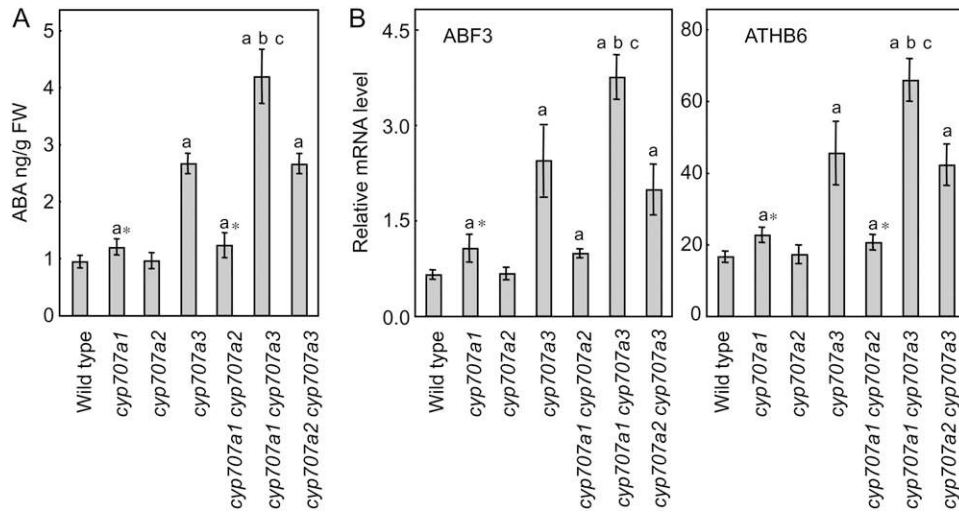 A
ABA ng/g FW
5
4
3
2
1
0
a*
a
a*
a b c
a
Wild type
cyp707a1
cyp707a2
cyp707a3
cyp707a1 cyp707a2
cyp707a1 cyp707a3
cyp707a2 cyp707a3
B
Relative mRNA level
ABF3
4.5
3.0
1.5
0.0
a*
a
a
a b c
a
Wild type
cyp707a1
cyp707a2
cyp707a3
cyp707a1 cyp707a2
cyp707a1 cyp707a3
cyp707a2 cyp707a3
ATHB6
80
60
40
20
0
a*
a
a*
a b c
a
Wild type
cyp707a1
cyp707a2
cyp707a3
cyp707a1 cyp707a2
cyp707a1 cyp707a3
cyp707a2 cyp707a3